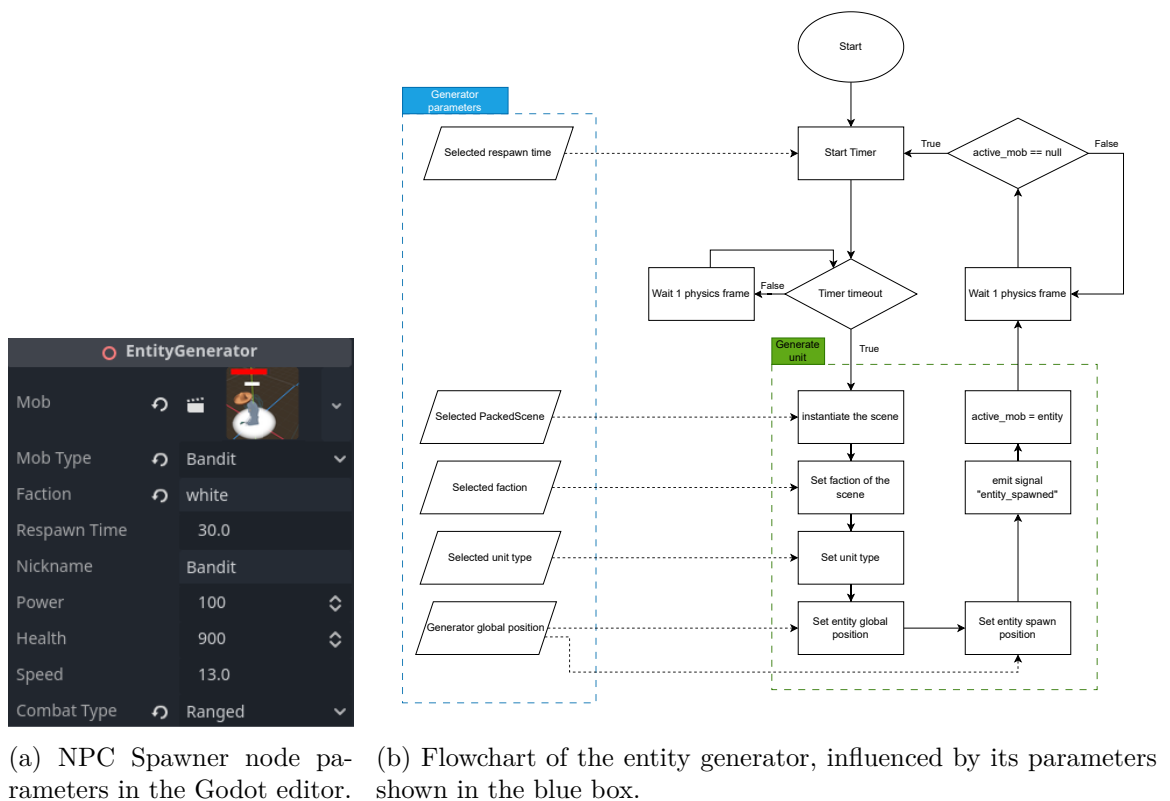 EntityGenerator
Mob
Mob Type
Bandit
Faction
white
Respawn Time
30.0
Nickname
Bandit
Power
100
Health
900
Speed
13.0
Combat Type
Ranged
(a) NPC Spawner node pa-
rameters in the Godot editor.
Start
Generator
parameters
Selected respawn time
Start Timer
True
active_mob == null
False
Wait 1 physics frame
False
Timer timeout
Wait 1 physics frame
True
Generate
unit
Selected PackedScene
instantiate the scene
active_mob = entity
Selected faction
Set faction of the
scene
emit signal
"entity_spawned"
Selected unit type
Set unit type
Generator global position
Set entity global
position
Set entity spawn
position
(b) Flowchart of the entity generator, influenced by its parameters
shown in the blue box.